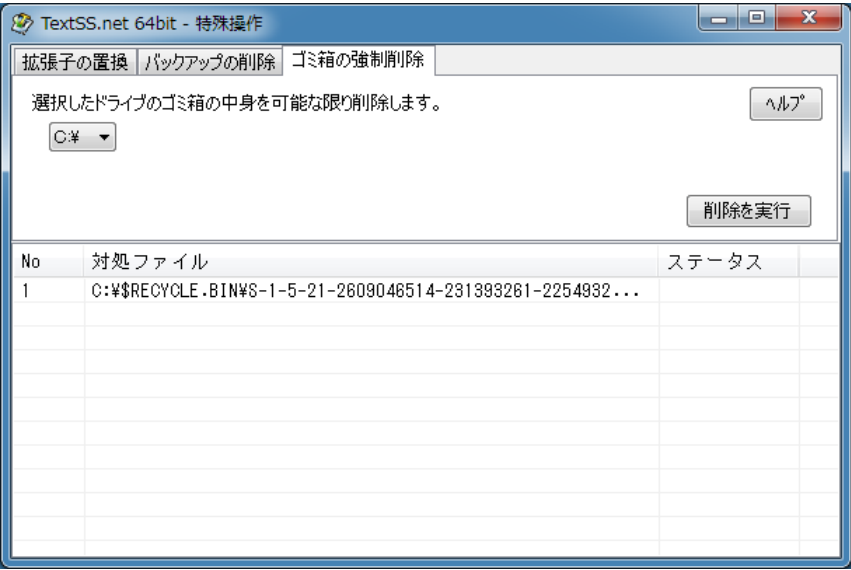 TextSS.net 64bit - 特殊操作
拡張子の置換 バックアップの削除 ゴミ箱の強制削除
選択したドライブのゴミ箱の中身を可能な限り削除します。 ヘルプ
C:¥
削除を実行
No 対処ファイル ステータス
1 C:¥$RECYCLE.BIN¥S-1-5-21-2609046514-231393261-2254932...